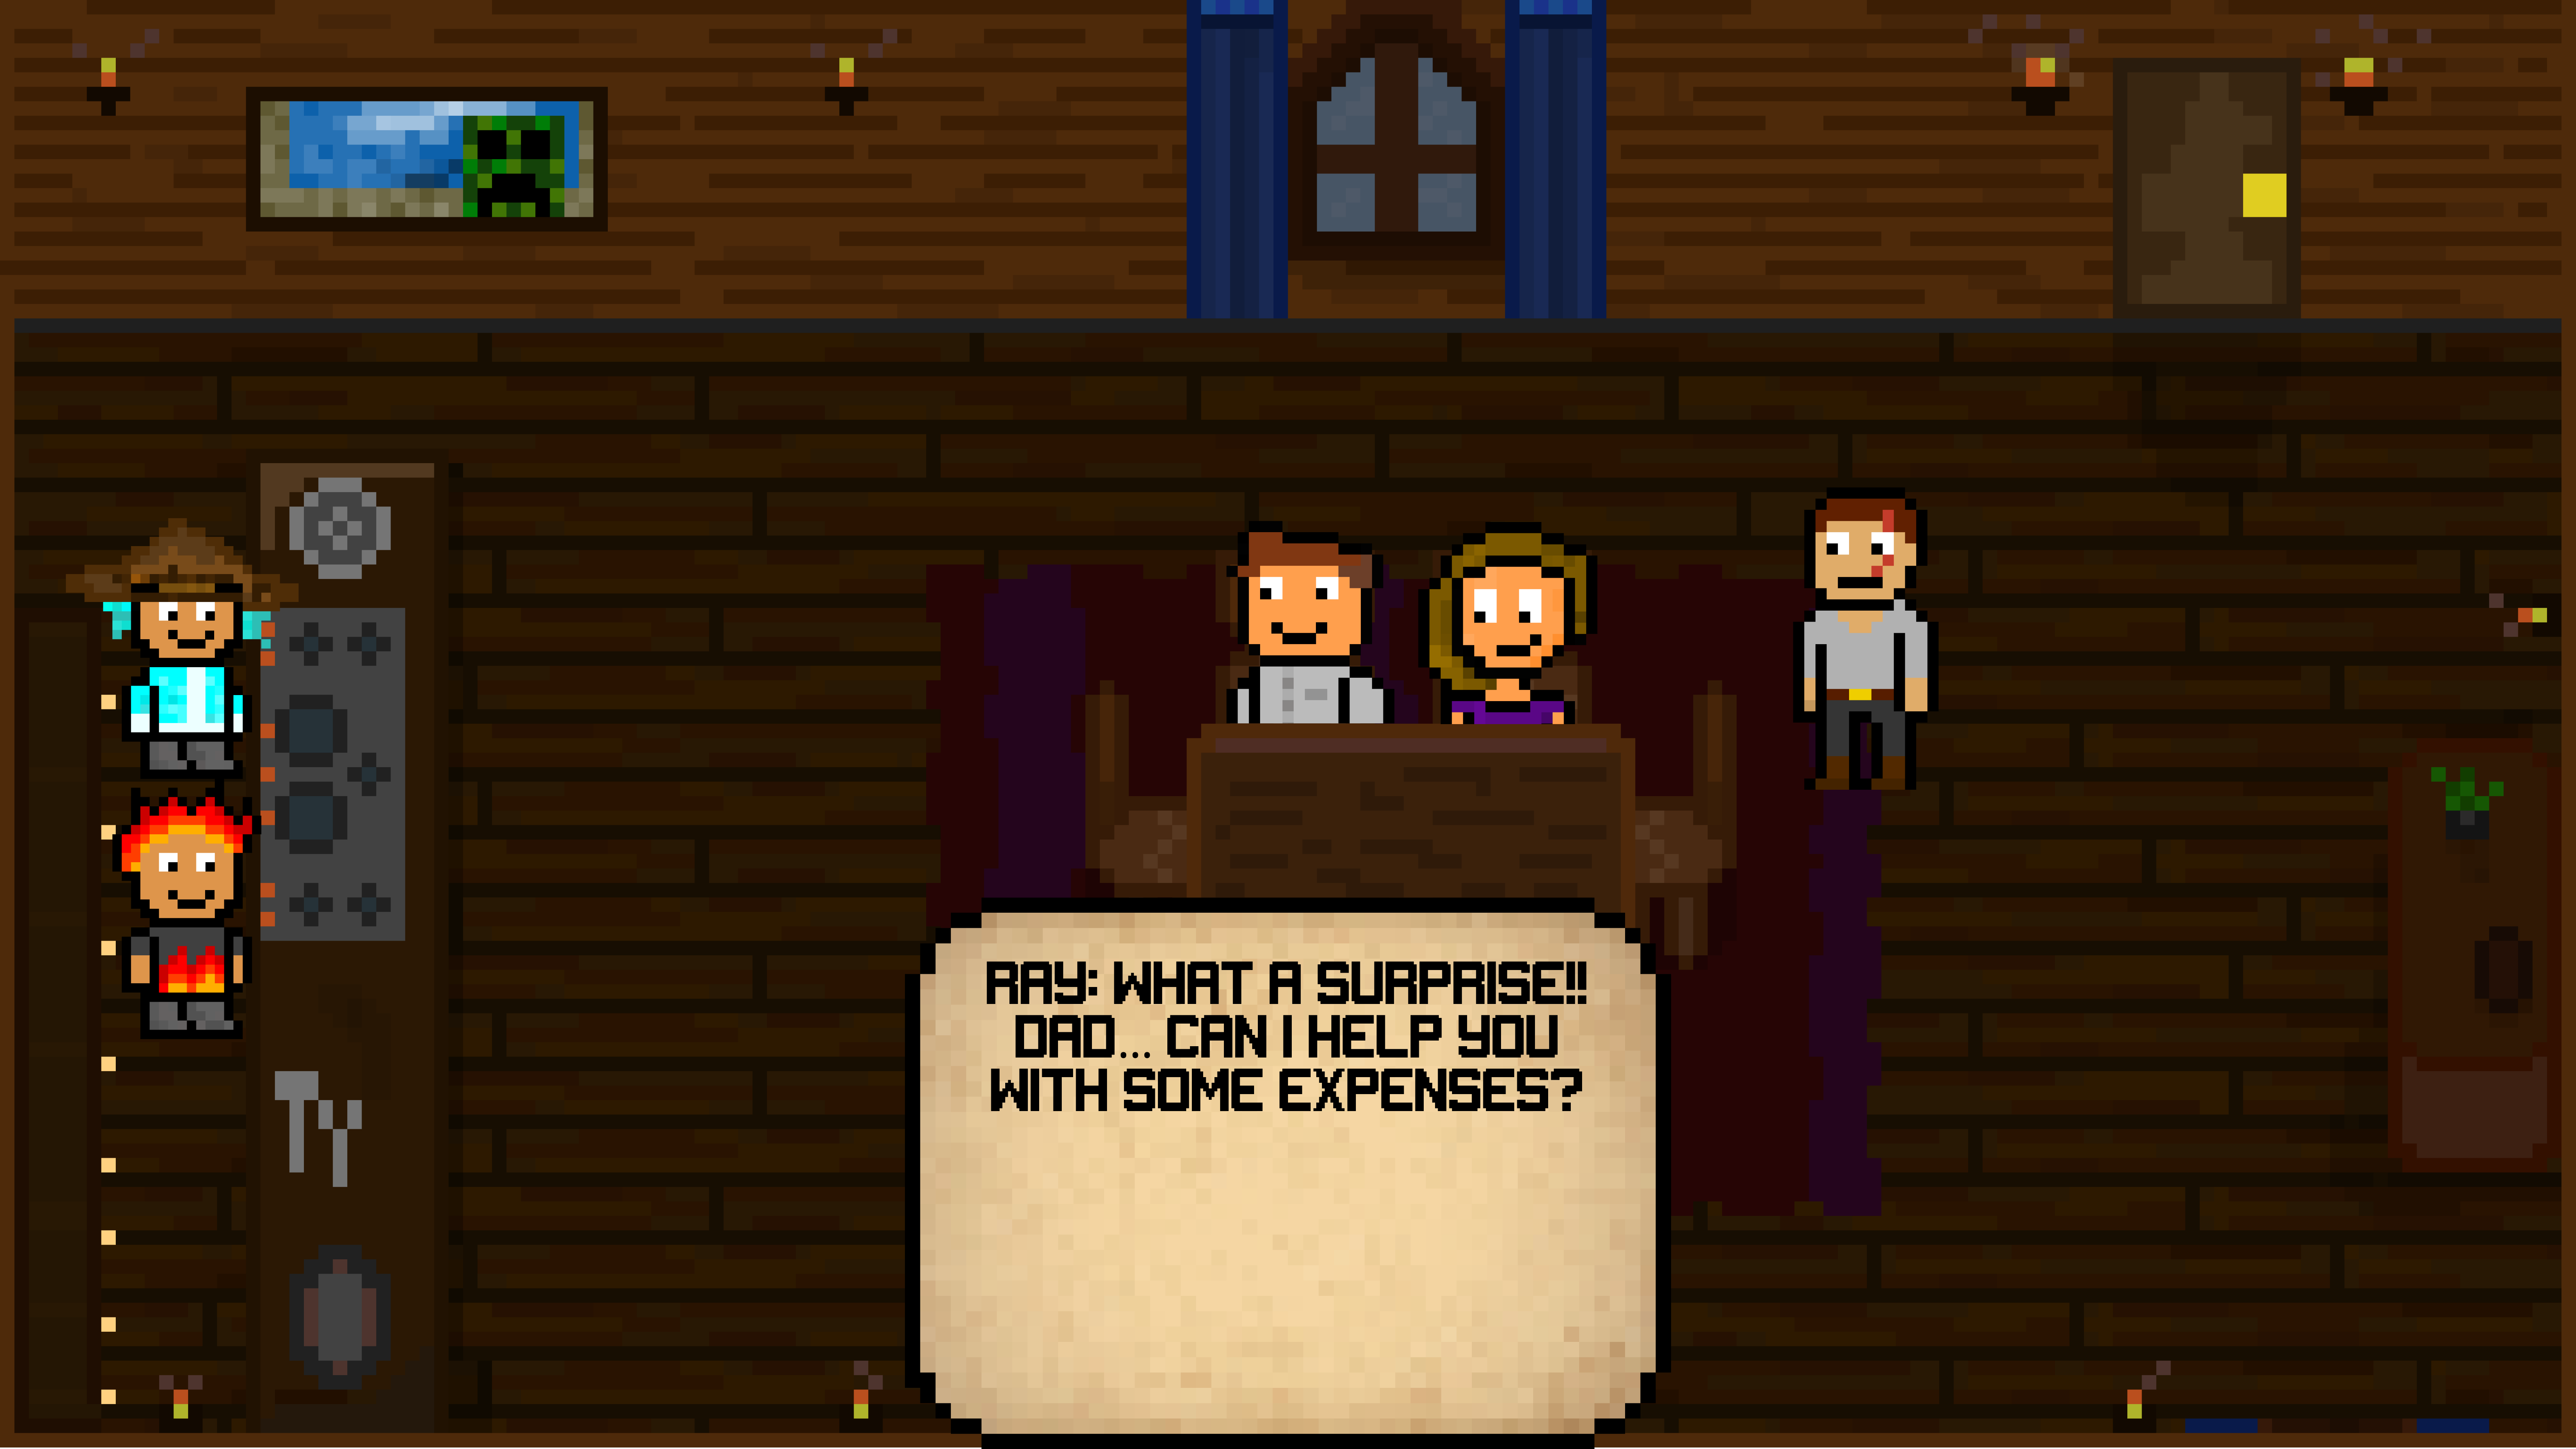 RAY: WHAT A SURPRISE!!
DAD... CAN I HELP YOU
WITH SOME EXPENSES?